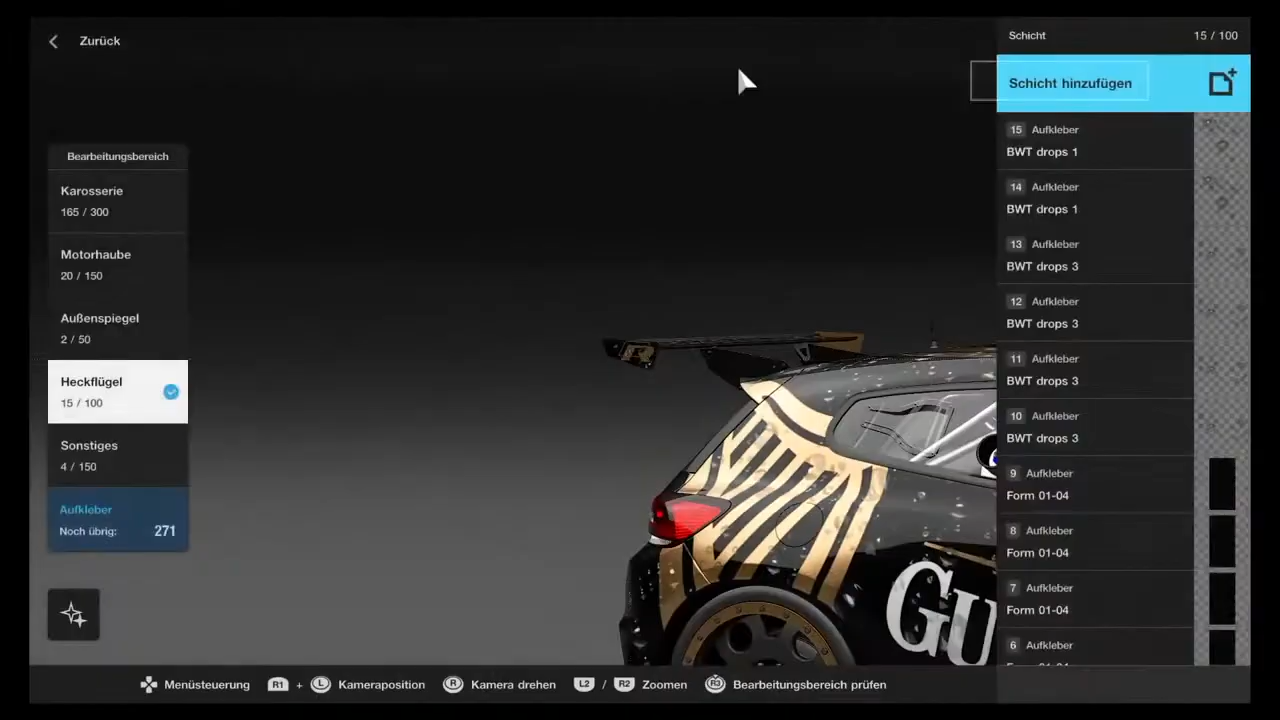 Zurück
Schicht 15 / 100
Schicht hinzufügen
Bearbeitungsbereich
Karosserie
165 / 300
Motorhaube
20 / 150
Außenspiegel
2 / 50
Heckflügel
15 / 100
Sonstiges
4 / 150
Aufkleber
Noch übrig: 271
15 Aufkleber
BWT drops 1
14 Aufkleber
BWT drops 1
13 Aufkleber
BWT drops 3
12 Aufkleber
BWT drops 3
11 Aufkleber
BWT drops 3
10 Aufkleber
BWT drops 3
9 Aufkleber
Form 01-04
8 Aufkleber
Form 01-04
7 Aufkleber
Form 01-04
6 Aufkleber
GU
Menüsteuerung R1 + L Kameraposition R Kamera drehen L2 / R2 Zoomen R3 Bearbeitungsbereich prüfen